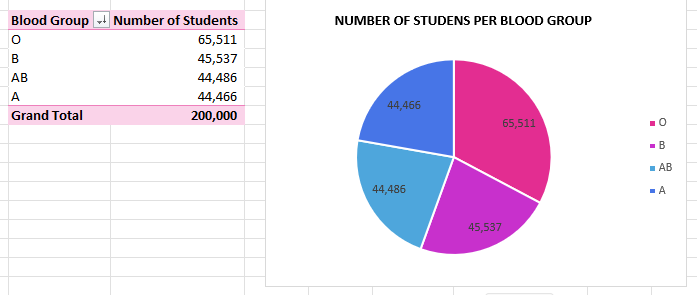 Blood Group Number of Students
O 65,511
B 45,537
AB 44,486
A 44,466
Grand Total 200,000
NUMBER OF STUDENS PER BLOOD GROUP
44,466
65,511
44,486
45,537
O
B
AB
A